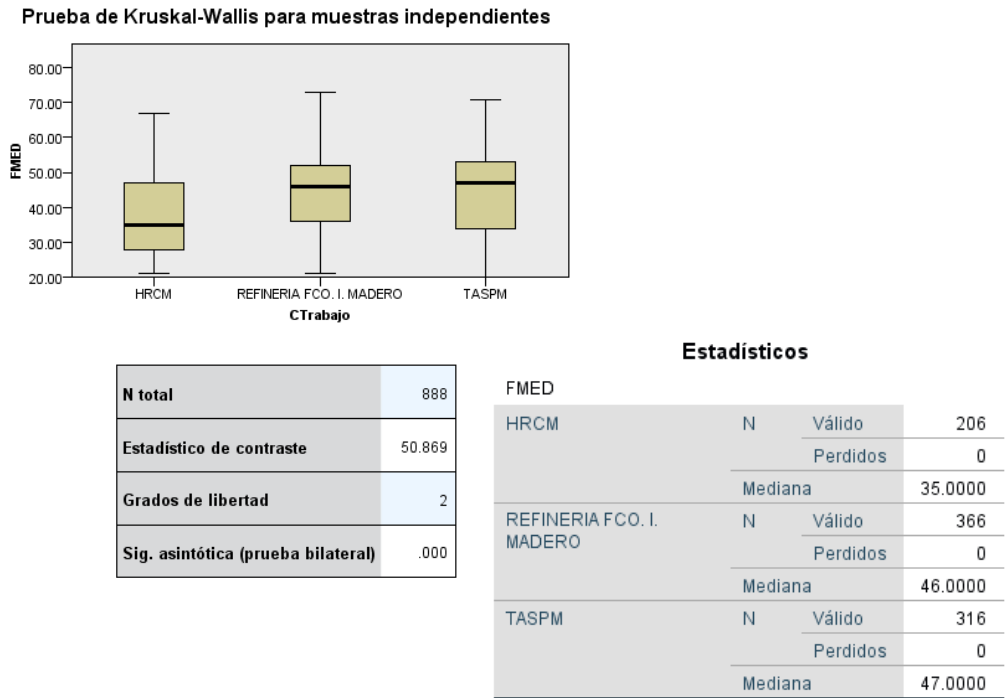 Prueba de Kruskal-Wallis para muestras independientes
80.00
70.00
60.00
50.00
40.00
30.00
20.00
FMED
HRCM REFINERIA FCO. I. MADERO TASPM
CTrabajo
N total 888
Estadístico de contraste 50.869
Grados de libertad 2
Sig. asintótica (prueba bilateral) .000
Estadísticos
FMED
HRCM N Válido 206
Perdidos 0
Mediana 35.0000
REFINERIA FCO. I. N Válido 366
MADERO Perdidos 0
Mediana 46.0000
TASPM N Válido 316
Perdidos 0
Mediana 47.0000